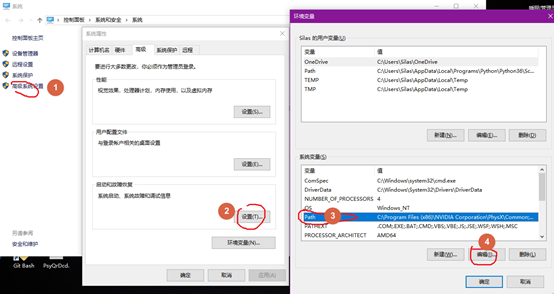 系统
控制面板 > 系统和安全 > 系统
控制面板主页
设备管理器
远程设置
系统保护
高级系统设置
1
另请参阅
安全和维护
Git Bash
PsyQrDcd.
系统属性
计算机名 硬件 高级 系统保护 远程
要进行大多数更改，你必须作为管理员登录。
性能
视觉效果，处理器计划，内存使用，以及虚拟内存
设置(S)...
用户配置文件
与登录帐户相关的桌面设置
设置(E)...
启动和故障恢复
系统启动、系统故障和调试信息
2
设置(T)...
环境变量(N)...
确定 取消 应用(A)
环境变量
Silas 的用户变量(U)
变量 值
OneDrive C:\Users\Silas\OneDrive
Path C:\Users\Silas\AppData\Local\Programs\Python\Python36\Sc...
TEMP C:\Users\Silas\AppData\Local\Temp
TMP C:\Users\Silas\AppData\Local\Temp
新建(N)... 编辑(E)... 删除(D)
系统变量(S)
变量 值
ComSpec C:\Windows\system32\cmd.exe
DriverData C:\Windows\System32\Drivers\DriverData
NUMBER_OF_PROCESSORS 4
OS Windows_NT
Path 3 C:\Program Files (x86)\NVIDIA Corporation\PhysX\Common;...
PATHEXT .COM;.EXE;.BAT;.CMD;.VBS;.VBE;.JS;.JSE;.WSF;.WSH;.MSC
PROCESSOR_ARCHITECT AMD64
4
新建(W)... 编辑(I)... 删除(L)
确定 取消